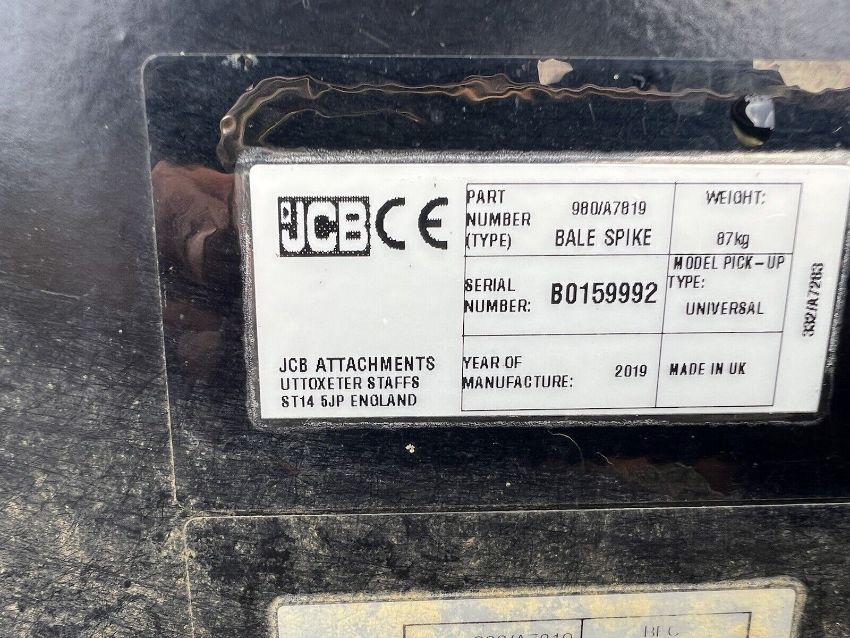 JCB CE
PART NUMBER (TYPE) 980/A7819 BALE SPIKE
WEIGHT: 87kg
SERIAL NUMBER: B0159992
MODEL PICK-UP TYPE: UNIVERSAL
332/A7283
JCB ATTACHMENTS
UTTOXETER STAFFS
ST14 5JP ENGLAND
YEAR OF MANUFACTURE: 2019
MADE IN UK